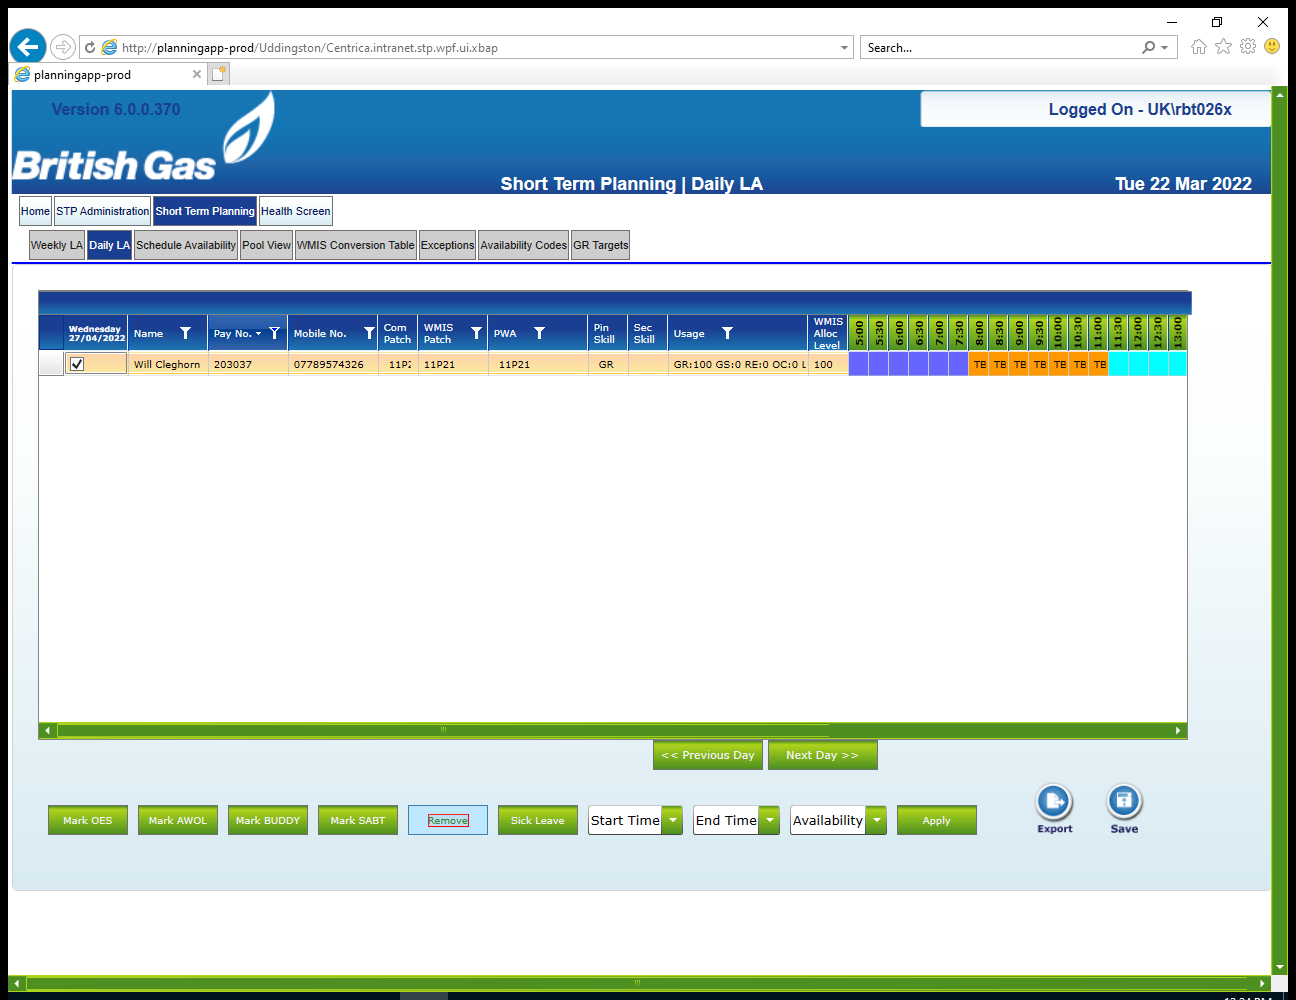 http://planningapp-prod/Uddingston/Centrica.intranet.stp.wpf.ui.xbap
Search...
planningapp-prod
Version 6.0.0.370
Logged On - UK\rbt026x
British Gas
Short Term Planning | Daily LA
Tue 22 Mar 2022
Home STP Administration Short Term Planning Health Screen
Weekly LA Daily LA Schedule Availability Pool View WMIS Conversion Table Exceptions Availability Codes GR Targets
Wednesday 27/04/2022 Name Pay No. Mobile No. Com Patch WMIS Patch PWA Pin Skill Sec Skill Usage WMIS Alloc Level 5:00 5:30 6:00 6:30 7:00 7:30 8:00 8:30 9:00 9:30 10:00 10:30 11:00 11:30 12:00 12:30 13:00
Will Cleghorn 203037 07789574326 11P2 11P21 11P21 GR GR:100 GS:0 RE:0 OC:0 L 100 TB TB TB TB TB TB TB
<< Previous Day Next Day >>
Mark OES Mark AWOL Mark BUDDY Mark SABT Remove Sick Leave Start Time End Time Availability Apply
Export Save